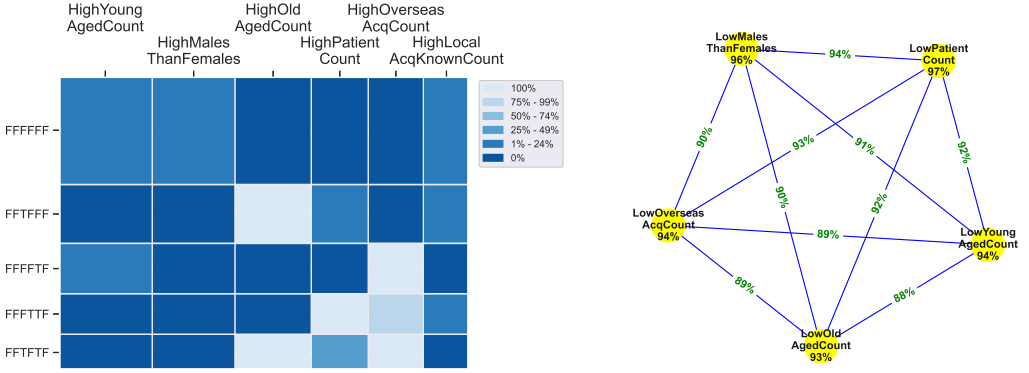 HighYoung
AgedCount
HighOld
AgedCount
HighOverseas
AcqCount
HighMales
ThanFemales
HighPatient
Count
HighLocal
AcqKnownCount
FFFFFF
FFTFFF
FFFFTF
FFFTTF
FFTFTF
100%
75% - 99%
50% - 74%
25% - 49%
1% - 24%
0%
LowMales
ThanFemales
96%
LowPatient
Count
97%
94%
90%
93%
91%
92%
90%
92%
LowOverseas
AcqCount
94%
89%
LowYoung
AgedCount
94%
89%
88%
LowOld
AgedCount
93%